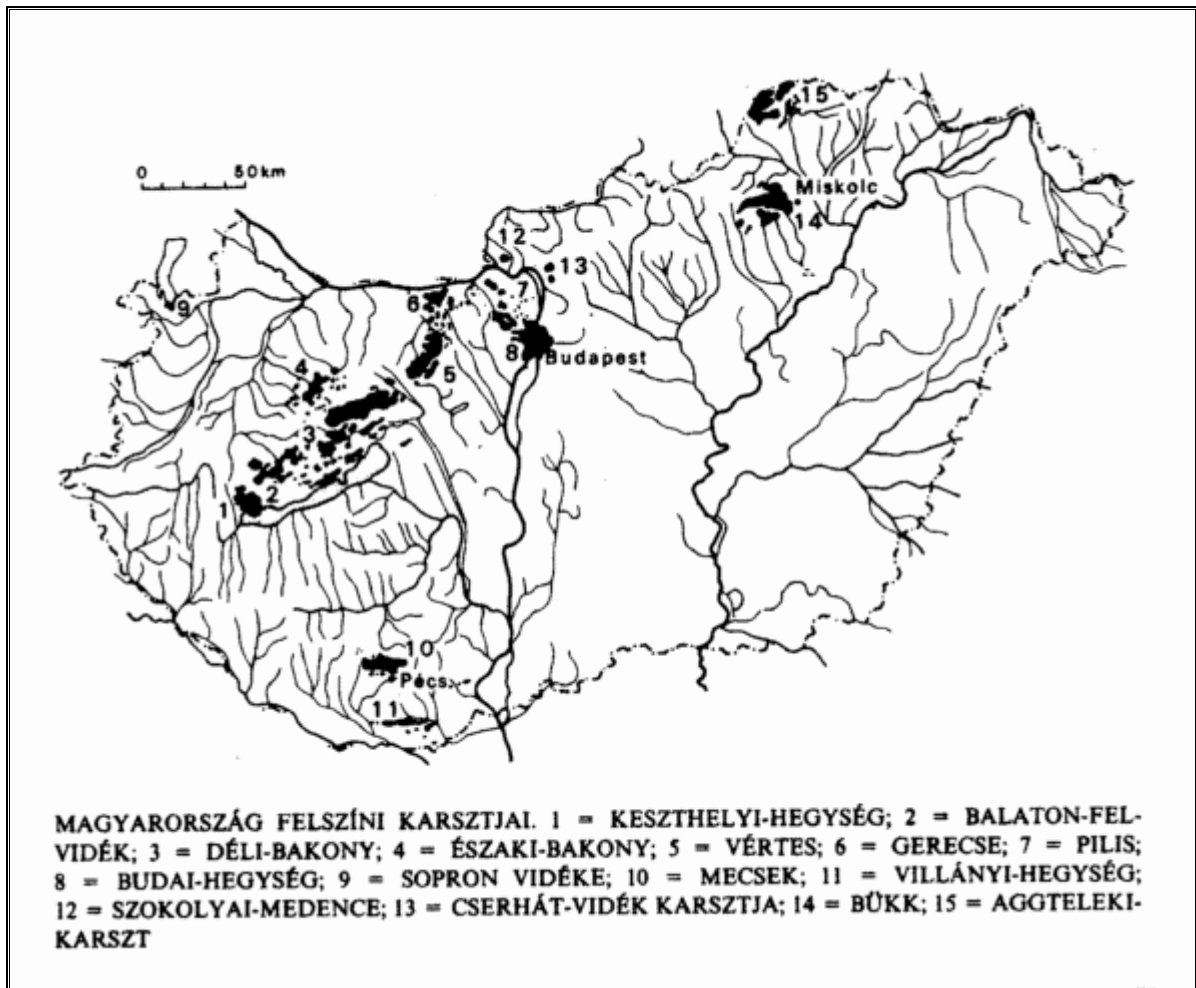 15
0 50 km
Miskolc
14
12
13
9
6
7
8
Budapest
5
4
3
2
1
10
Pécs
11
MAGYARORSZÁG FELSZÍNI KARSZTJAI. 1 = KESZTHELYI-HEGYSÉG; 2 = BALATON-FEL-
VIDÉK; 3 = DÉLI-BAKONY; 4 = ÉSZAKI-BAKONY; 5 = VÉRTES; 6 = GERECSE; 7 = PILIS;
8 = BUDAI-HEGYSÉG; 9 = SOPRON VIDÉKE; 10 = MECSEK; 11 = VILLÁNYI-HEGYSÉG;
12 = SZOKOLYAI-MEDENCE; 13 = CSERHÁT-VIDÉK KARSZTJA; 14 = BÜKK; 15 = AGGTELEKI-
KARSZT